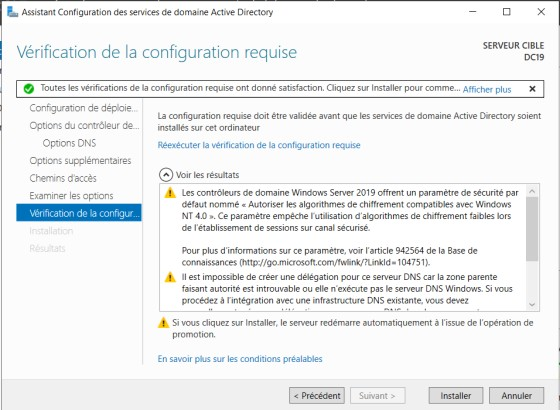 Assistant Configuration des services de domaine Active Directory
Vérification de la configuration requise
SERVEUR CIBLE
DC19
Toutes les vérifications de la configuration requise ont donné satisfaction. Cliquez sur Installer pour comme...
Afficher plus
Configuration de déploie...
Options du contrôleur de...
Options DNS
Options supplémentaires
Chemins d'accès
Examiner les options
Vérification de la configur...
Installation
Résultats
La configuration requise doit être validée avant que les services de domaine Active Directory soient
installés sur cet ordinateur
Réexécuter la vérification de la configuration requise
Voir les résultats
Les contrôleurs de domaine Windows Server 2019 offrent un paramètre de sécurité par
défaut nommé « Autoriser les algorithmes de chiffrement compatibles avec Windows
NT 4.0 ». Ce paramètre empêche l'utilisation d'algorithmes de chiffrement faibles lors
de l'établissement de sessions sur canal sécurisé.
Pour plus d'informations sur ce paramètre, voir l'article 942564 de la Base de
connaissances (http://go.microsoft.com/fwlink/?LinkId=104751).
Il est impossible de créer une délégation pour ce serveur DNS car la zone parente
faisant autorité est introuvable ou elle n'exécute pas le serveur DNS Windows. Si vous
procédez à l'intégration avec une infrastructure DNS existante, vous devez
Si vous cliquez sur Installer, le serveur redémarre automatiquement à l'issue de l'opération de
promotion.
En savoir plus sur les conditions préalables
< Précédent
Suivant >
Installer
Annuler